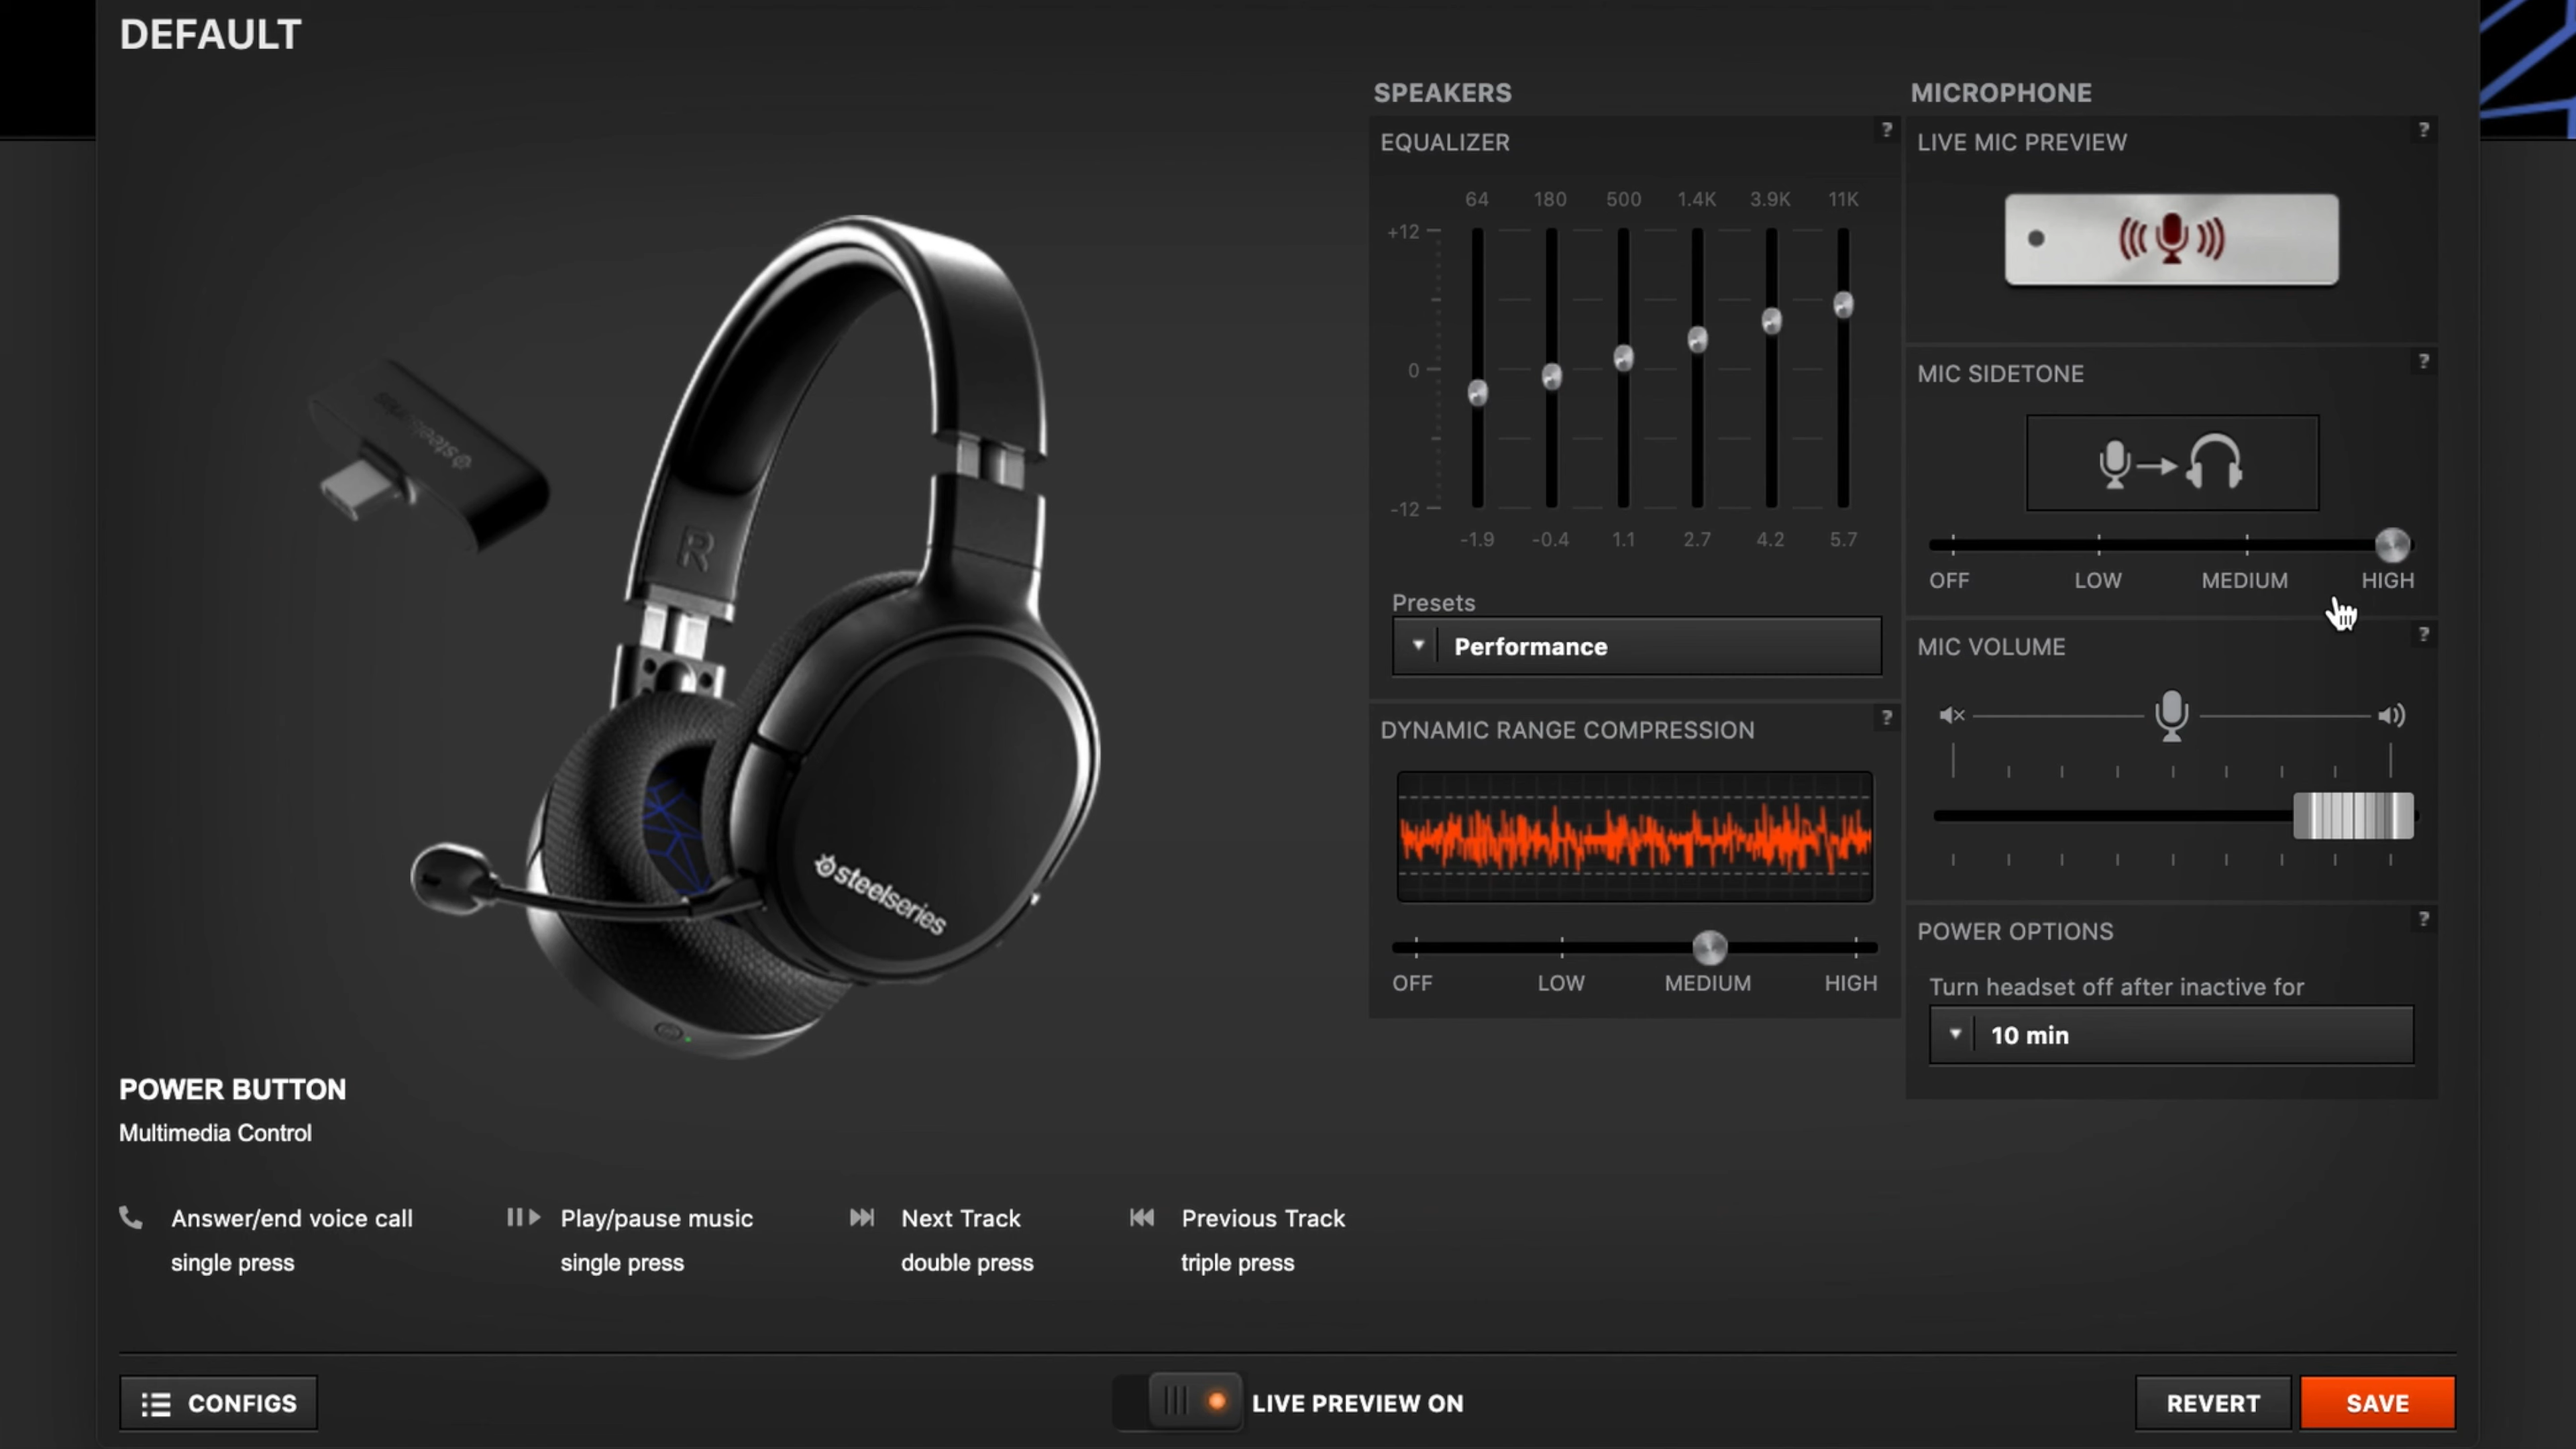 DEFAULT
SPEAKERS
EQUALIZER
?
64 180 500 1.4K 3.9K 11K
+12
0
-12
-1.9 -0.4 1.1 2.7 4.2 5.7
Presets
Performance
DYNAMIC RANGE COMPRESSION
?
OFF LOW MEDIUM HIGH
MICROPHONE
LIVE MIC PREVIEW
?
MIC SIDETONE
?
OFF LOW MEDIUM HIGH
MIC VOLUME
?
POWER OPTIONS
?
Turn headset off after inactive for
10 min
steelseries
R
steelseries
POWER BUTTON
Multimedia Control
Answer/end voice call
single press
Play/pause music
single press
Next Track
double press
Previous Track
triple press
CONFIGS
LIVE PREVIEW ON
REVERT
SAVE